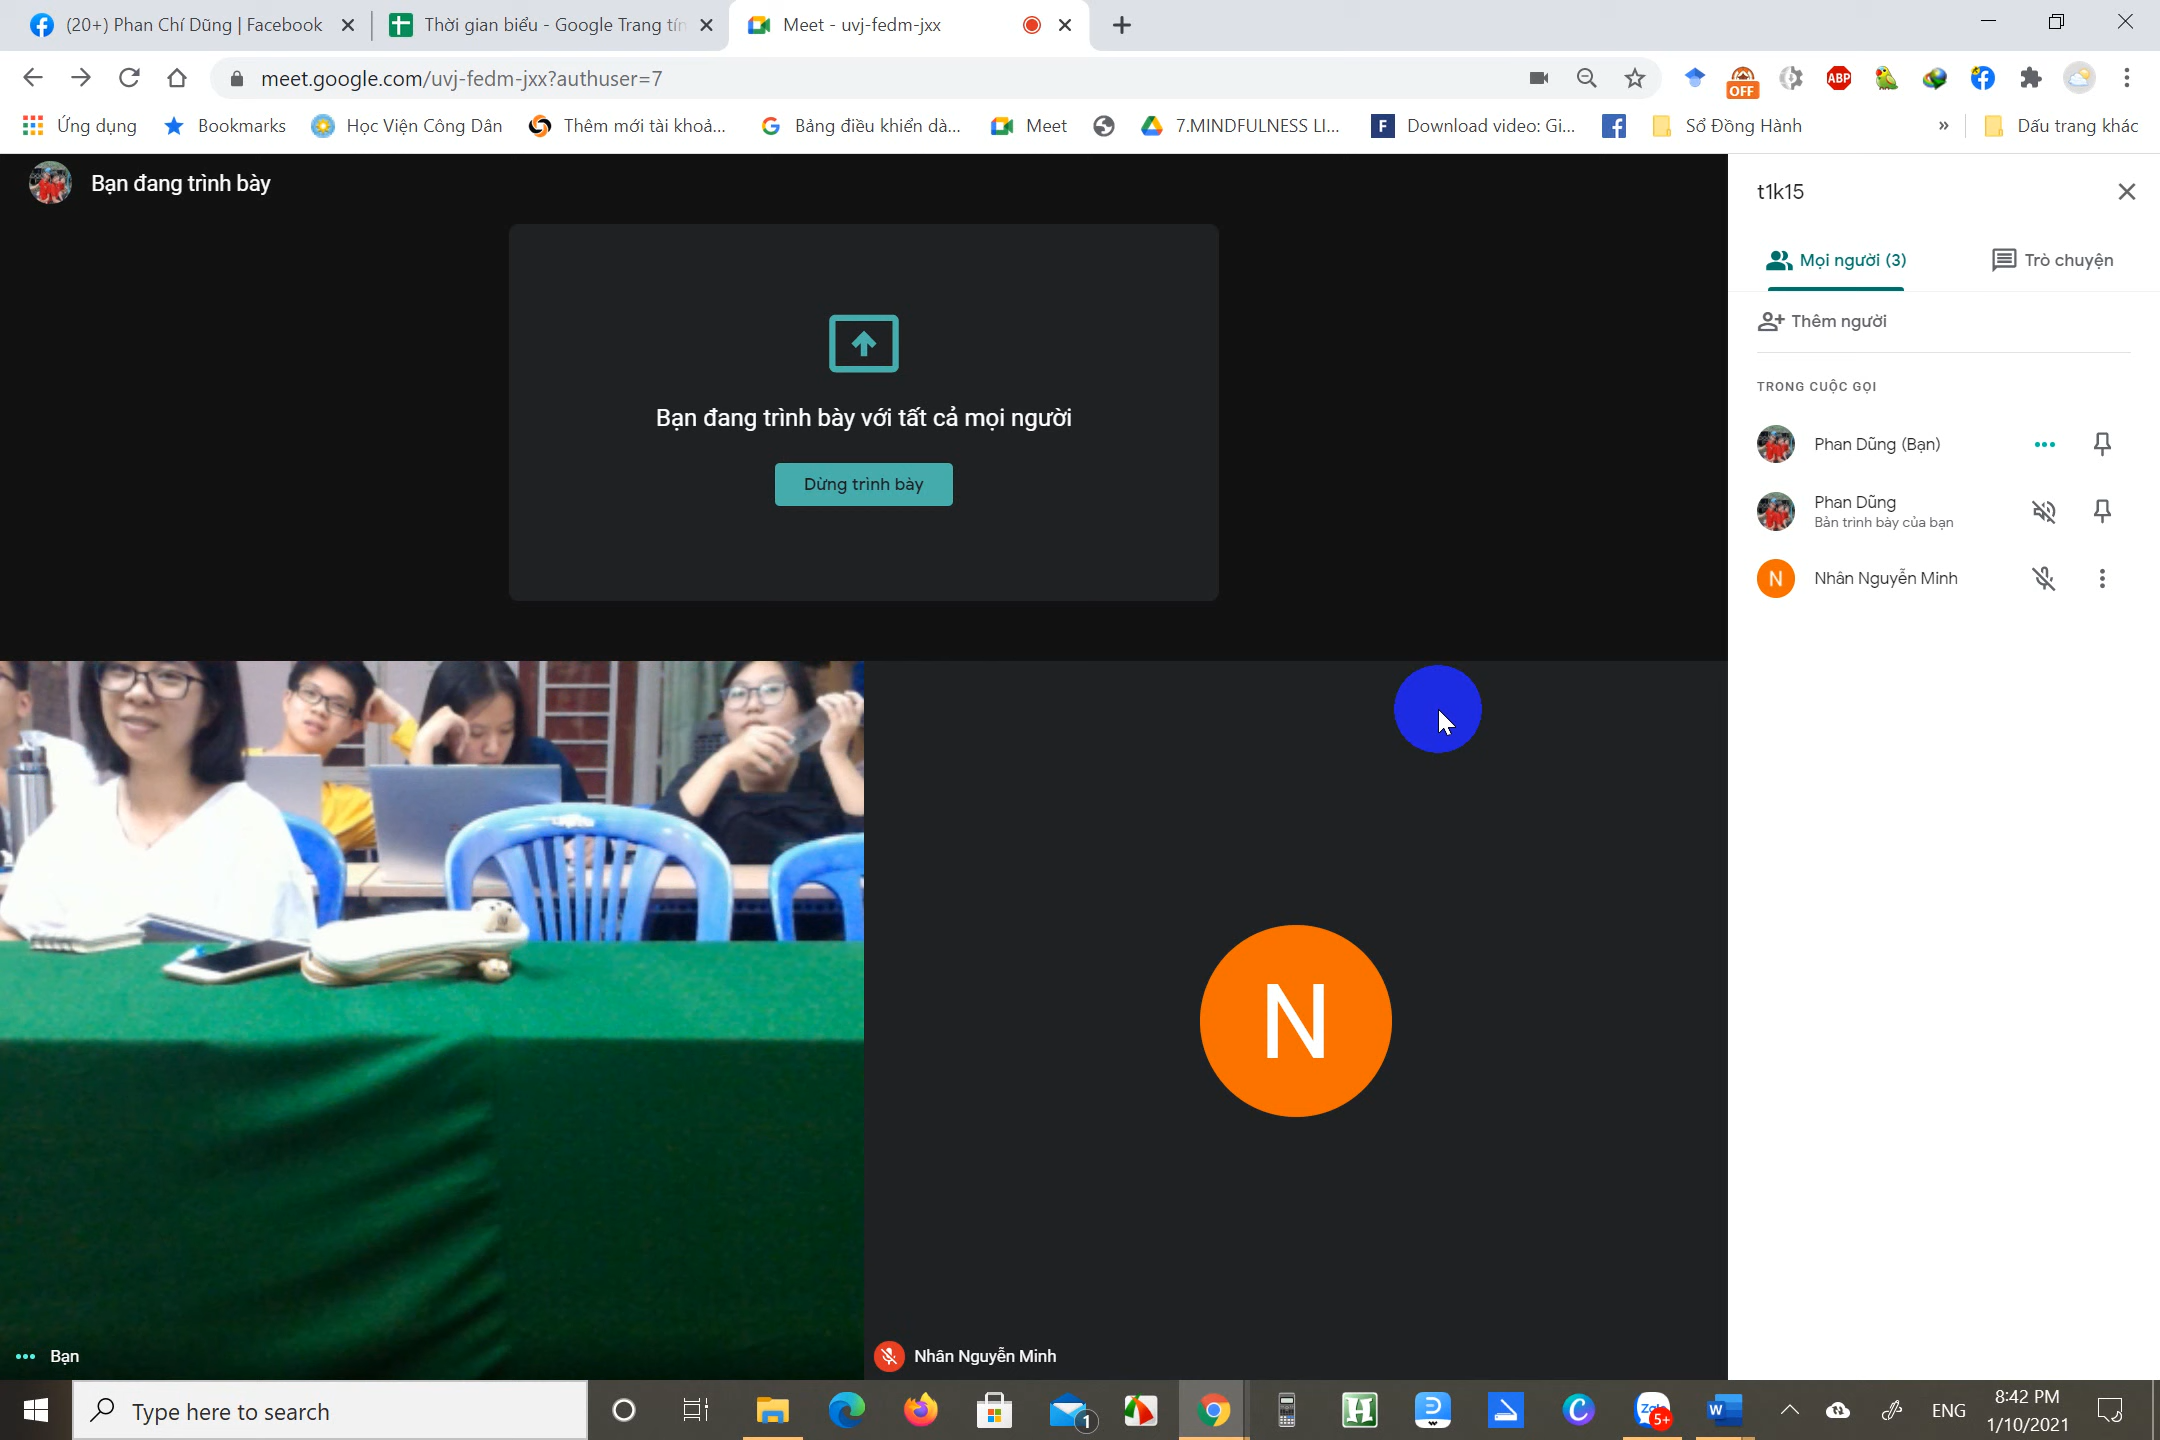 (20+) Phan Chí Dũng | Facebook
Thời gian biểu - Google Trang tín
Meet - uvj-fedm-jxx
meet.google.com/uvj-fedm-jxx?authuser=7
OFF
ABP
Ứng dụng
Bookmarks
Học Viện Công Dân
Thêm mới tài khoả...
Bảng điều khiển dà...
Meet
7.MINDFULNESS LI...
F
Download video: Gi...
Sổ Đồng Hành
»
Dấu trang khác
Bạn đang trình bày
Bạn đang trình bày với tất cả mọi người
Dừng trình bày
t1k15
Mọi người (3)
Trò chuyện
Thêm người
TRONG CUỘC GỌI
Phan Dũng (Bạn)
Phan Dũng
Bản trình bày của bạn
N
Nhân Nguyễn Minh
N
Bạn
Nhân Nguyễn Minh
Type here to search
1
Zalo
5+
W
ENG
8:42 PM
1/10/2021